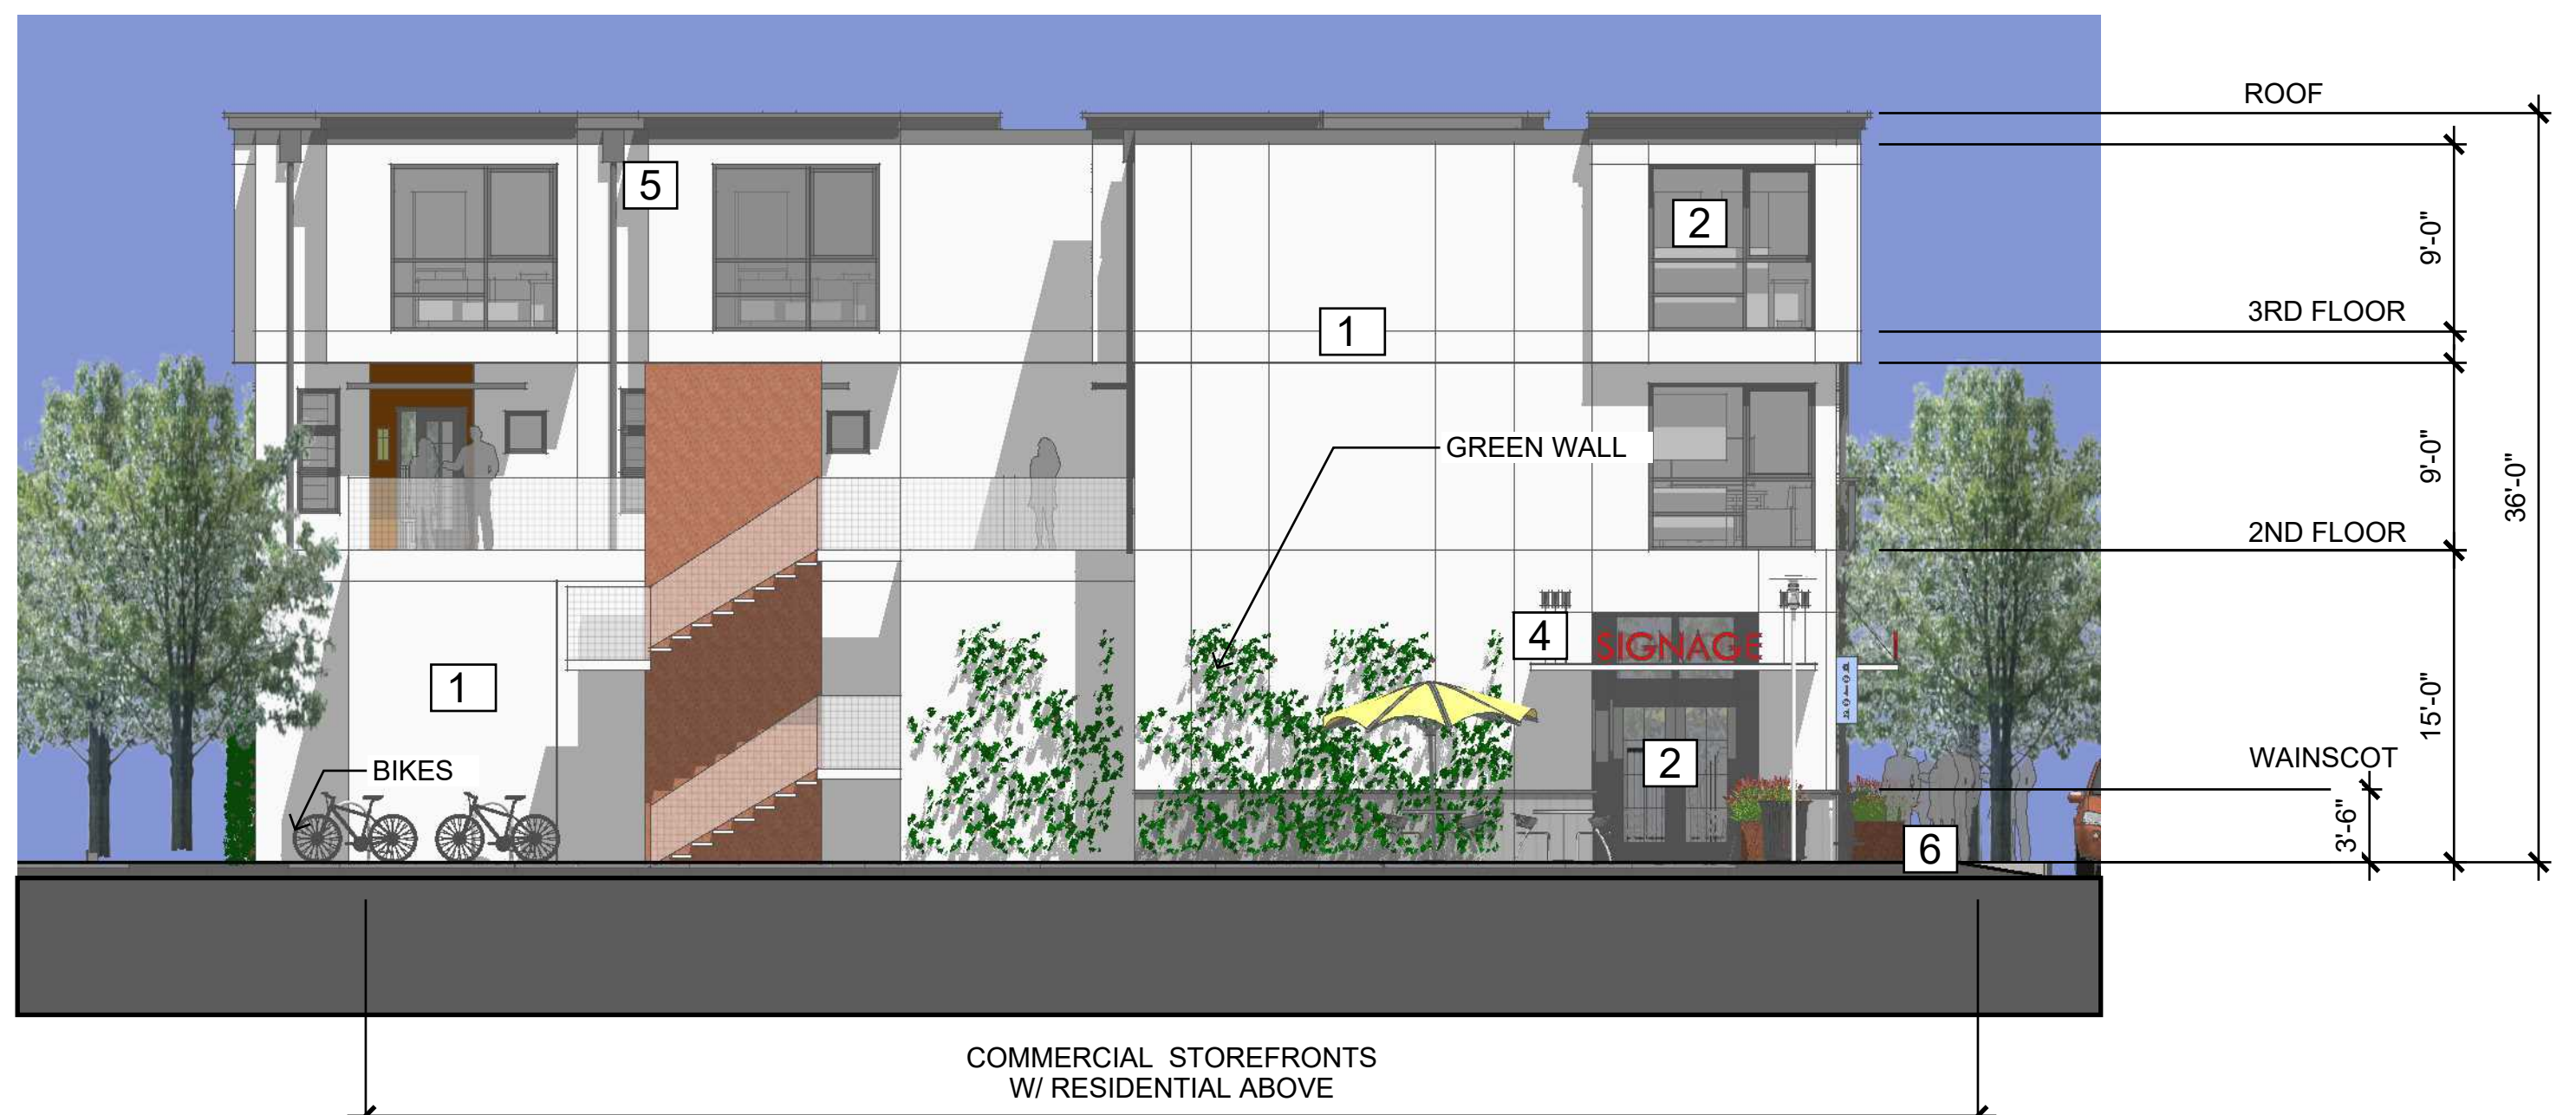 ROOF
5
2
9'-0"
3RD FLOOR
1
GREEN WALL
9'-0"
36'-0"
2ND FLOOR
4
SIGNAGE
1
15'-0"
BIKES
2
WAINSCOT
3'-6"
6
COMMERCIAL STOREFRONTS
W/ RESIDENTIAL ABOVE